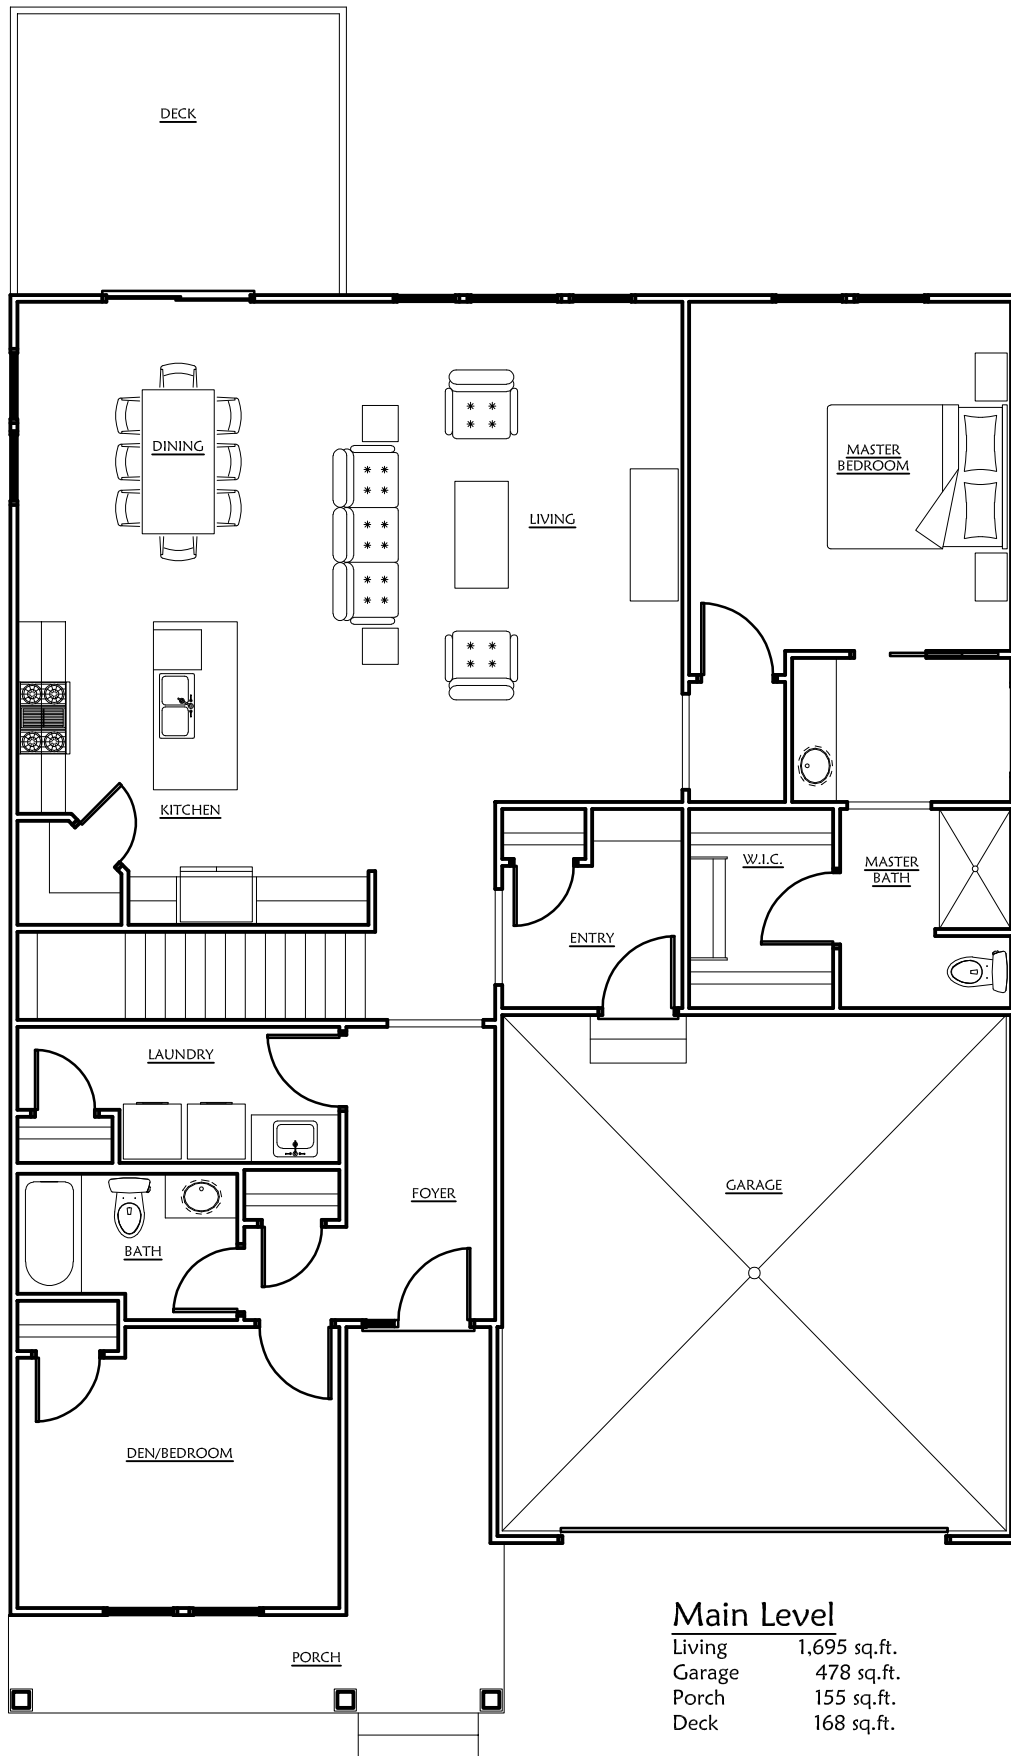 DECK
DINING
MASTER
BEDROOM
LIVING
KITCHEN
W.I.C.
MASTER
BATH
ENTRY
LAUNDRY
GARAGE
FOYER
BATH
DEN/BEDROOM
PORCH
Main Level
Living 1,695 sq.ft.
Garage 478 sq.ft.
Porch 155 sq.ft.
Deck 168 sq.ft.